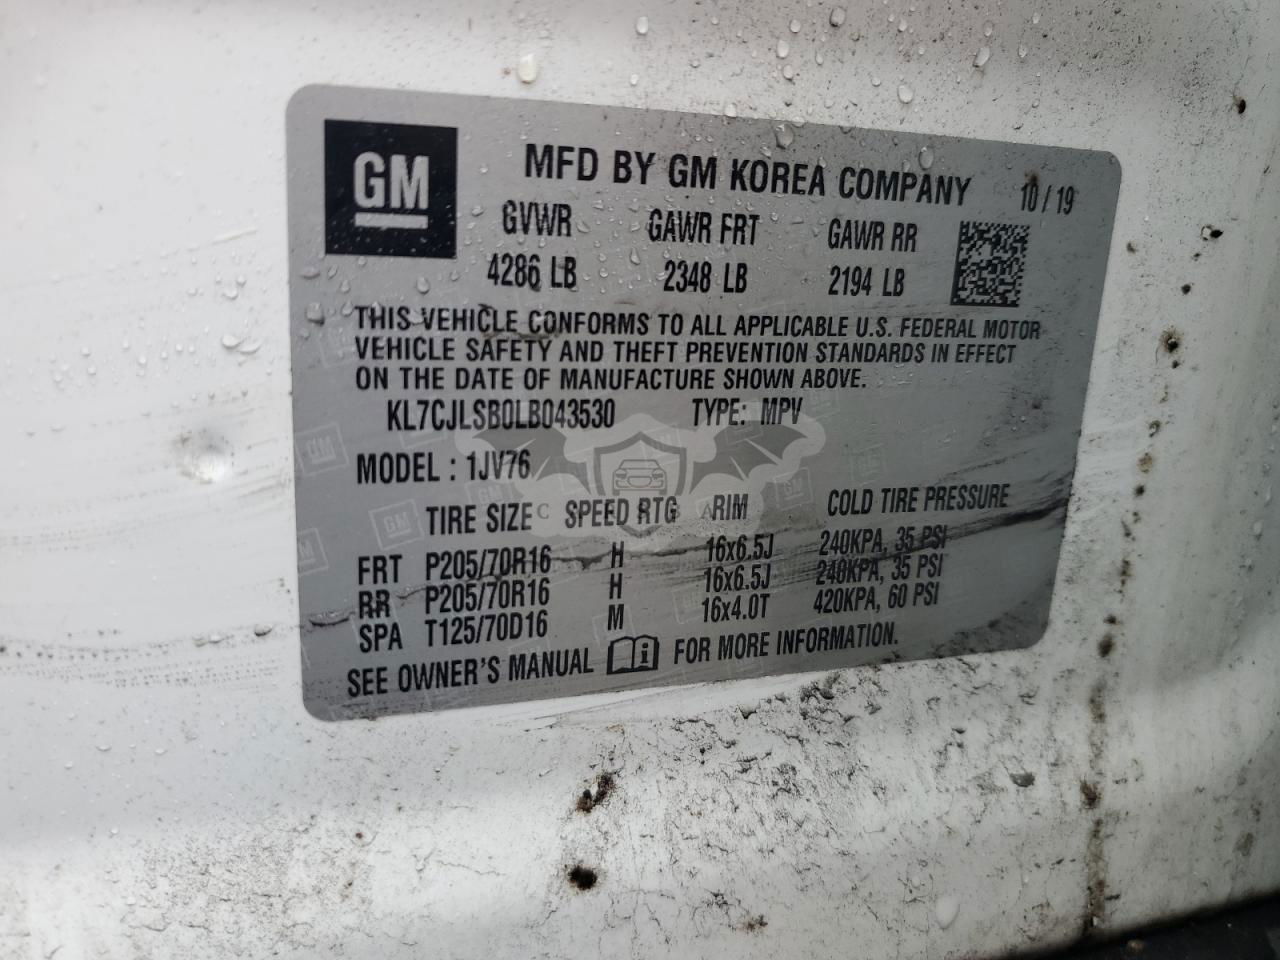 GM
MFD BY GM KOREA COMPANY 10/19
GVWR GAWR FRT GAWR RR
4286 LB 2348 LB 2194 LB
THIS VEHICLE CONFORMS TO ALL APPLICABLE U.S. FEDERAL MOTOR
VEHICLE SAFETY AND THEFT PREVENTION STANDARDS IN EFFECT
ON THE DATE OF MANUFACTURE SHOWN ABOVE.
KL7CJLSB0LB043530 TYPE: MPV
MODEL : 1JV76
TIRE SIZE SPEED RTG RIM COLD TIRE PRESSURE
FRT P205/70R16 H 16x6.5J 240KPA, 35 PSI
RR P205/70R16 H 16x6.5J 240KPA, 35 PSI
SPA T125/70D16 M 16x4.0T 420KPA, 60 PSI
SEE OWNER'S MANUAL FOR MORE INFORMATION.